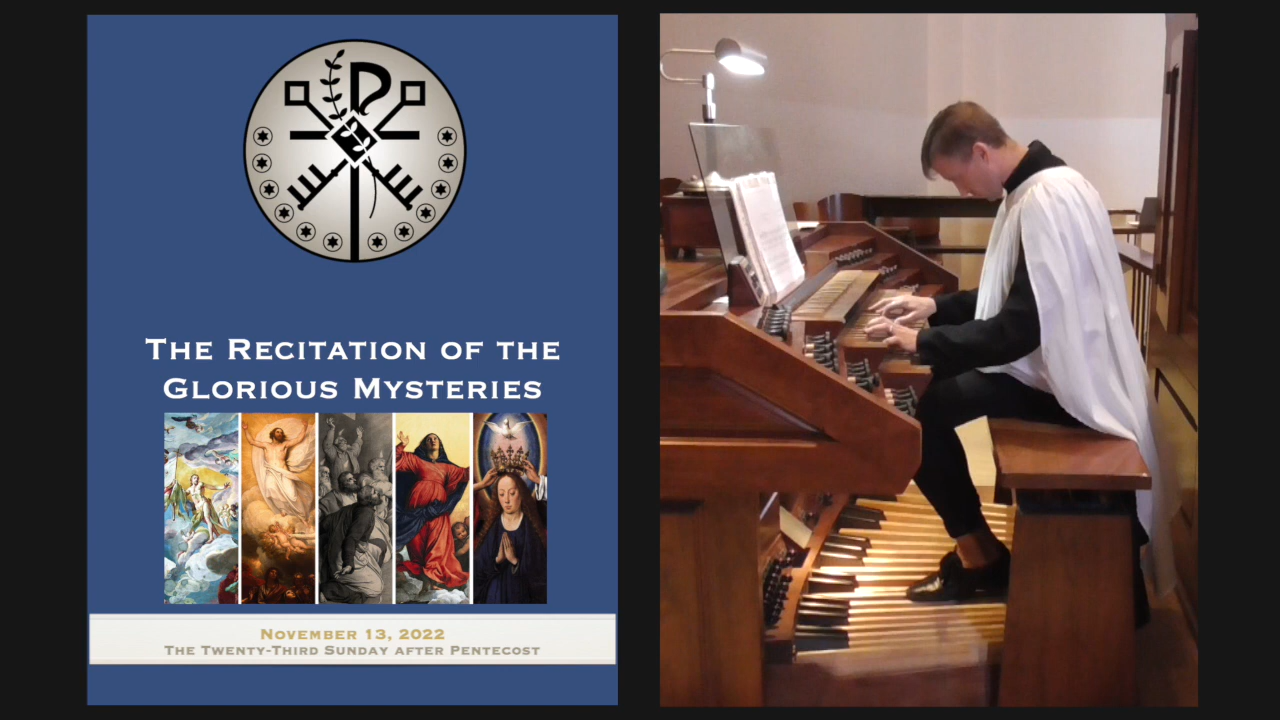 The Recitation of the
Glorious Mysteries
November 13, 2022
The Twenty-Third Sunday after Pentecost